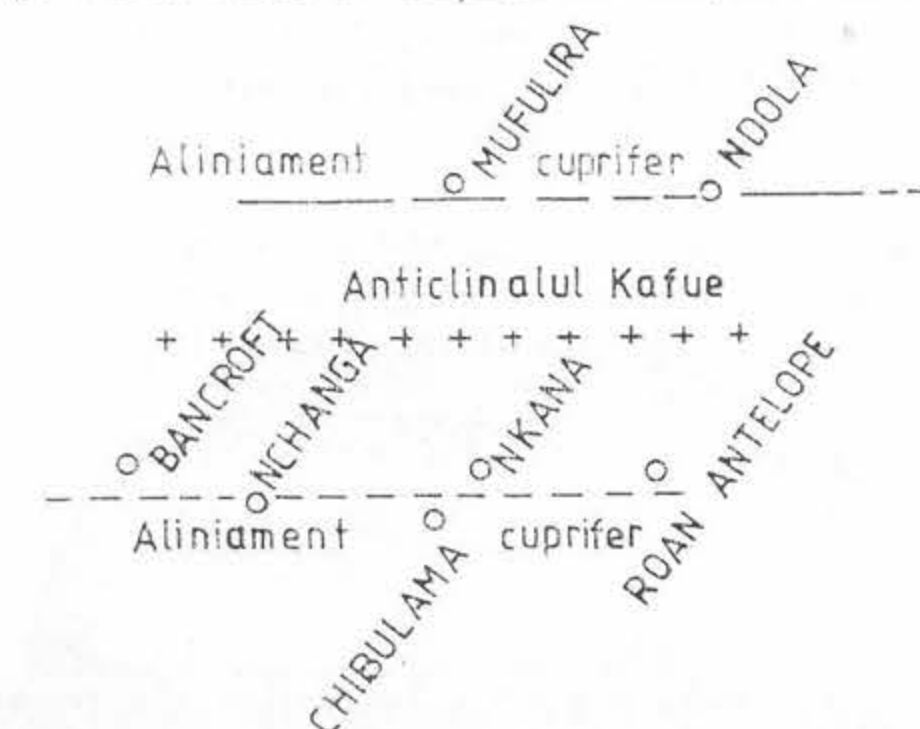 MUFULIRA
NDOLA
Aliniament cuprifer
Anticlinalul Kafue
BANCROFT
NCHANGA
NKANA
ROAN ANTELOPE
Aliniament cuprifer
CHIBULAMA